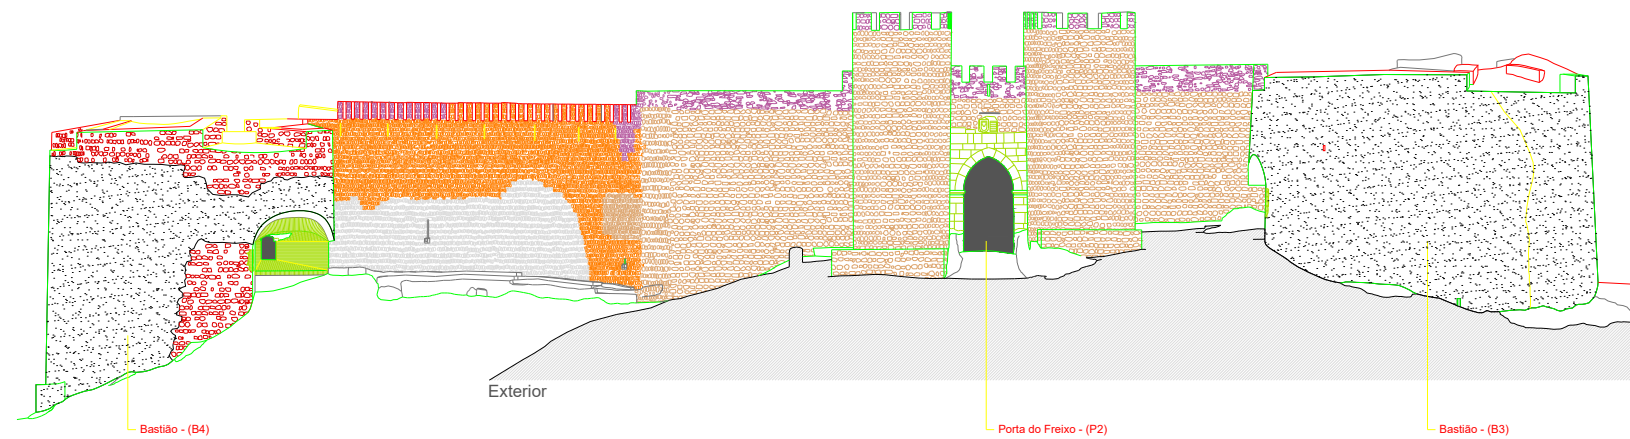 Exterior
Bastião - (B4)
Porta do Freixo - (P2)
Bastião - (B3)